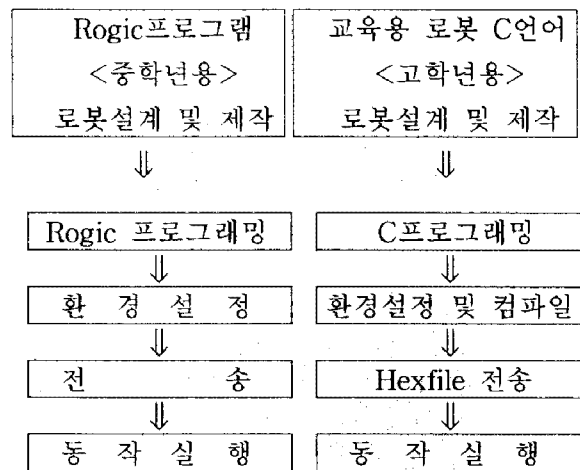 Rogic프로그램
<중학년용>
로봇설계 및 제작
⇓
Rogic 프로그래밍
⇓
환 경 설 정
⇓
전 송
⇓
동 작 실 행
교육용 로봇 C언어
<고학년용>
로봇설계 및 제작
⇓
C프로그래밍
⇓
환경설정 및 컴파일
⇓
Hexfile 전송
⇓
동 작 실 행